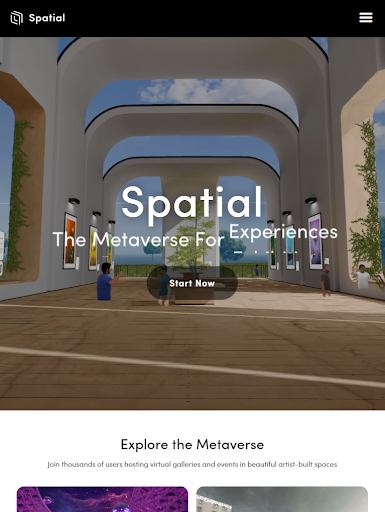 Spatial
Spatial
The Metaverse For Experiences
Start Now
Explore the Metaverse
Join thousands of users hosting virtual galleries and events in beautiful artist-built spaces